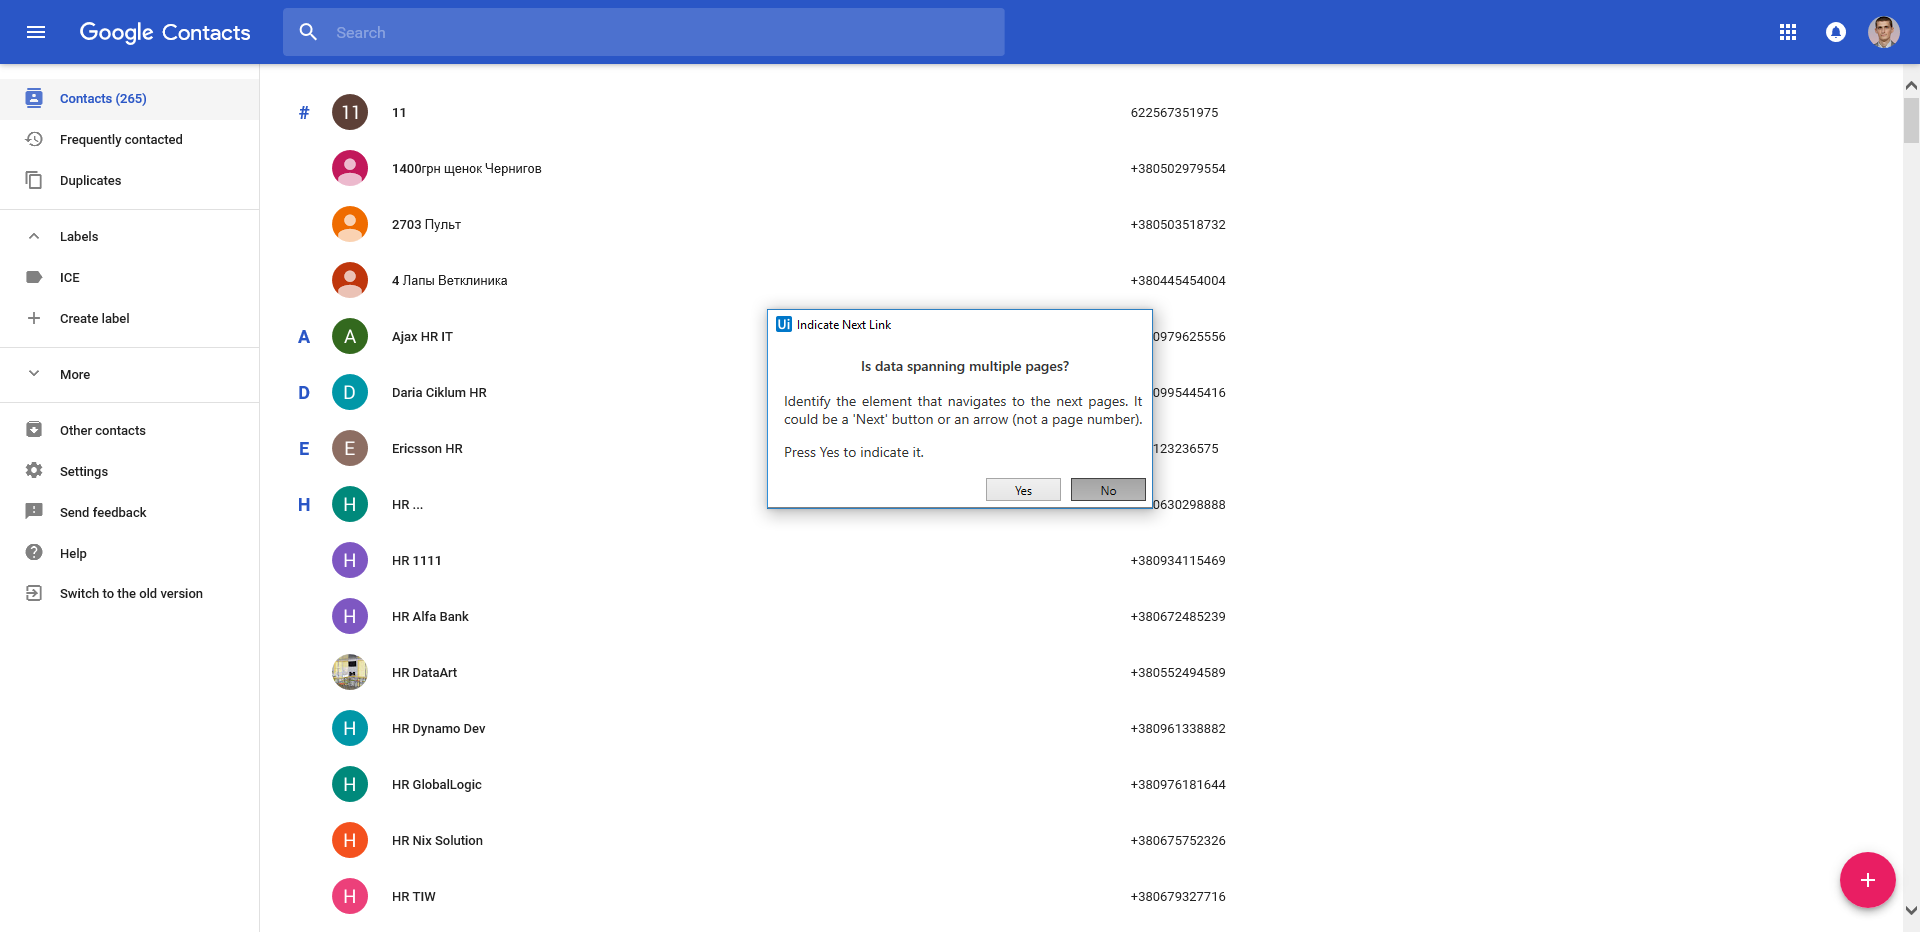 Google Contacts
Search
Contacts (265)
Frequently contacted
Duplicates
Labels
ICE
Create label
More
Other contacts
Settings
Send feedback
Help
Switch to the old version
# 11 11 622567351975
1400грн щенок Чернигов +380502979554
2703 Пульт +380503518732
4 Лапы Ветклиника +380445454004
A A Ajax HR IT 0979625556
D D Daria Ciklum HR 0995445416
E E Ericsson HR 123236575
H H HR ... 0630298888
H HR 1111 +380934115469
H HR Alfa Bank +380672485239
HR DataArt +380552494589
H HR Dynamo Dev +380961338882
H HR GlobalLogic +380976181644
H HR Nix Solution +380675752326
H HR TIW +380679327716
Ui Indicate Next Link
Is data spanning multiple pages?
Identify the element that navigates to the next pages. It
could be a 'Next' button or an arrow (not a page number).
Press Yes to indicate it.
Yes No